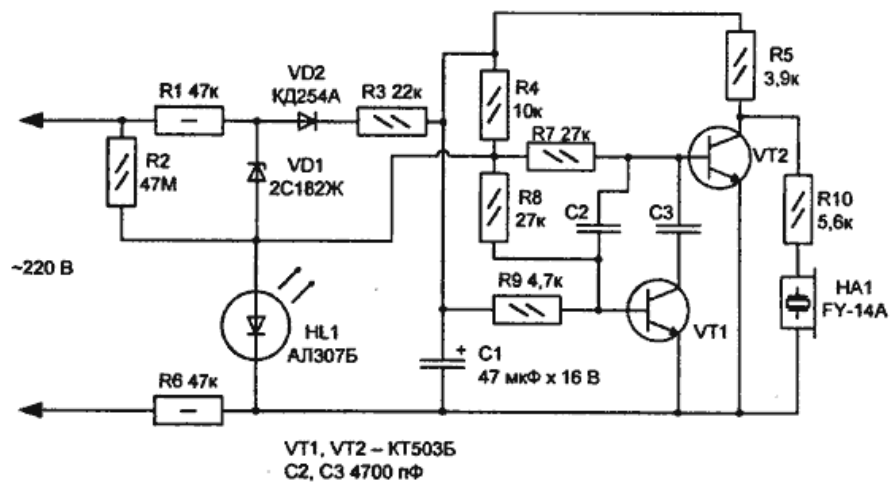 R5
3,9к
VD2
КД254А
R1 47к
R3 22к
R4
10к
R7 27к
VT2
R2
47М
VD1
2С182Ж
R8
27к
C2
C3
R10
5,6к
~220 В
R9 4,7к
HA1
FY-14A
HL1
АЛ307Б
VT1
+
C1
47 мкФ х 16 В
R6 47к
VT1, VT2 – КТ503Б
C2, C3 4700 пФ